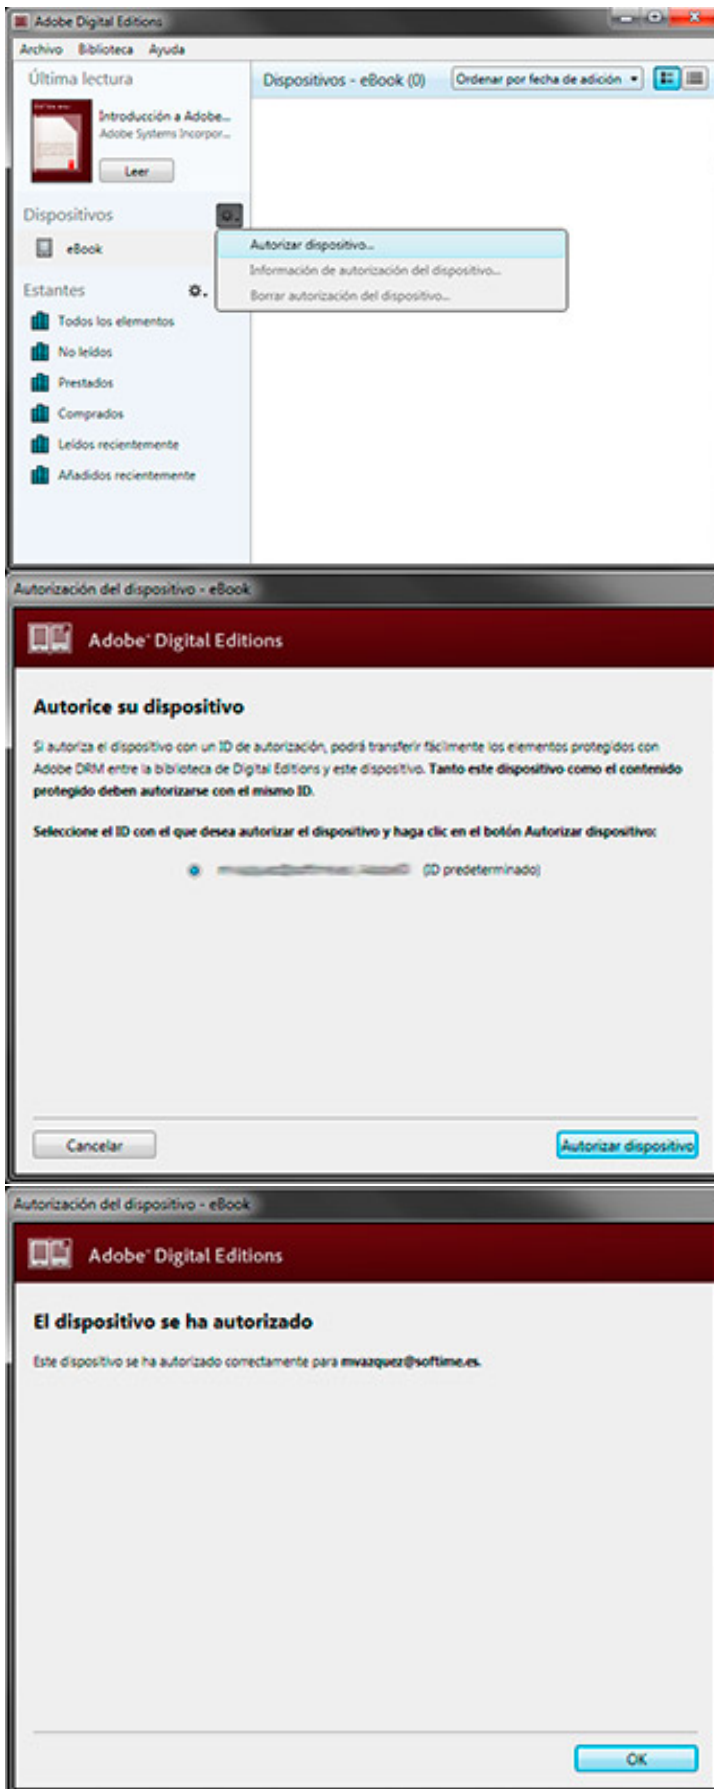 Adobe Digital Editions
Archivo Biblioteca Ayuda
Última lectura
Dispositivos - eBook (0)
Ordenar por fecha de adición
Introducción a Adobe...
Adobe Systems Incorpor...
Leer
Dispositivos
eBook
Autorizar dispositivo...
Información de autorización del dispositivo...
Borrar autorización del dispositivo...
Estantes
Todos los elementos
No leídos
Prestados
Comprados
Leídos recientemente
Añadidos recientemente
Autorización del dispositivo - eBook
Adobe® Digital Editions
Autorice su dispositivo
Si autoriza el dispositivo con un ID de autorización, podrá transferir fácilmente los elementos protegidos con
Adobe DRM entre la biblioteca de Digital Editions y este dispositivo. Tanto este dispositivo como el contenido
protegido deben autorizarse con el mismo ID.
Seleccione el ID con el que desea autorizar el dispositivo y haga clic en el botón Autorizar dispositivo:
(ID predeterminado)
Cancelar
Autorizar dispositivo
Autorización del dispositivo - eBook
Adobe® Digital Editions
El dispositivo se ha autorizado
Este dispositivo se ha autorizado correctamente para mvazquez@softime.es.
OK